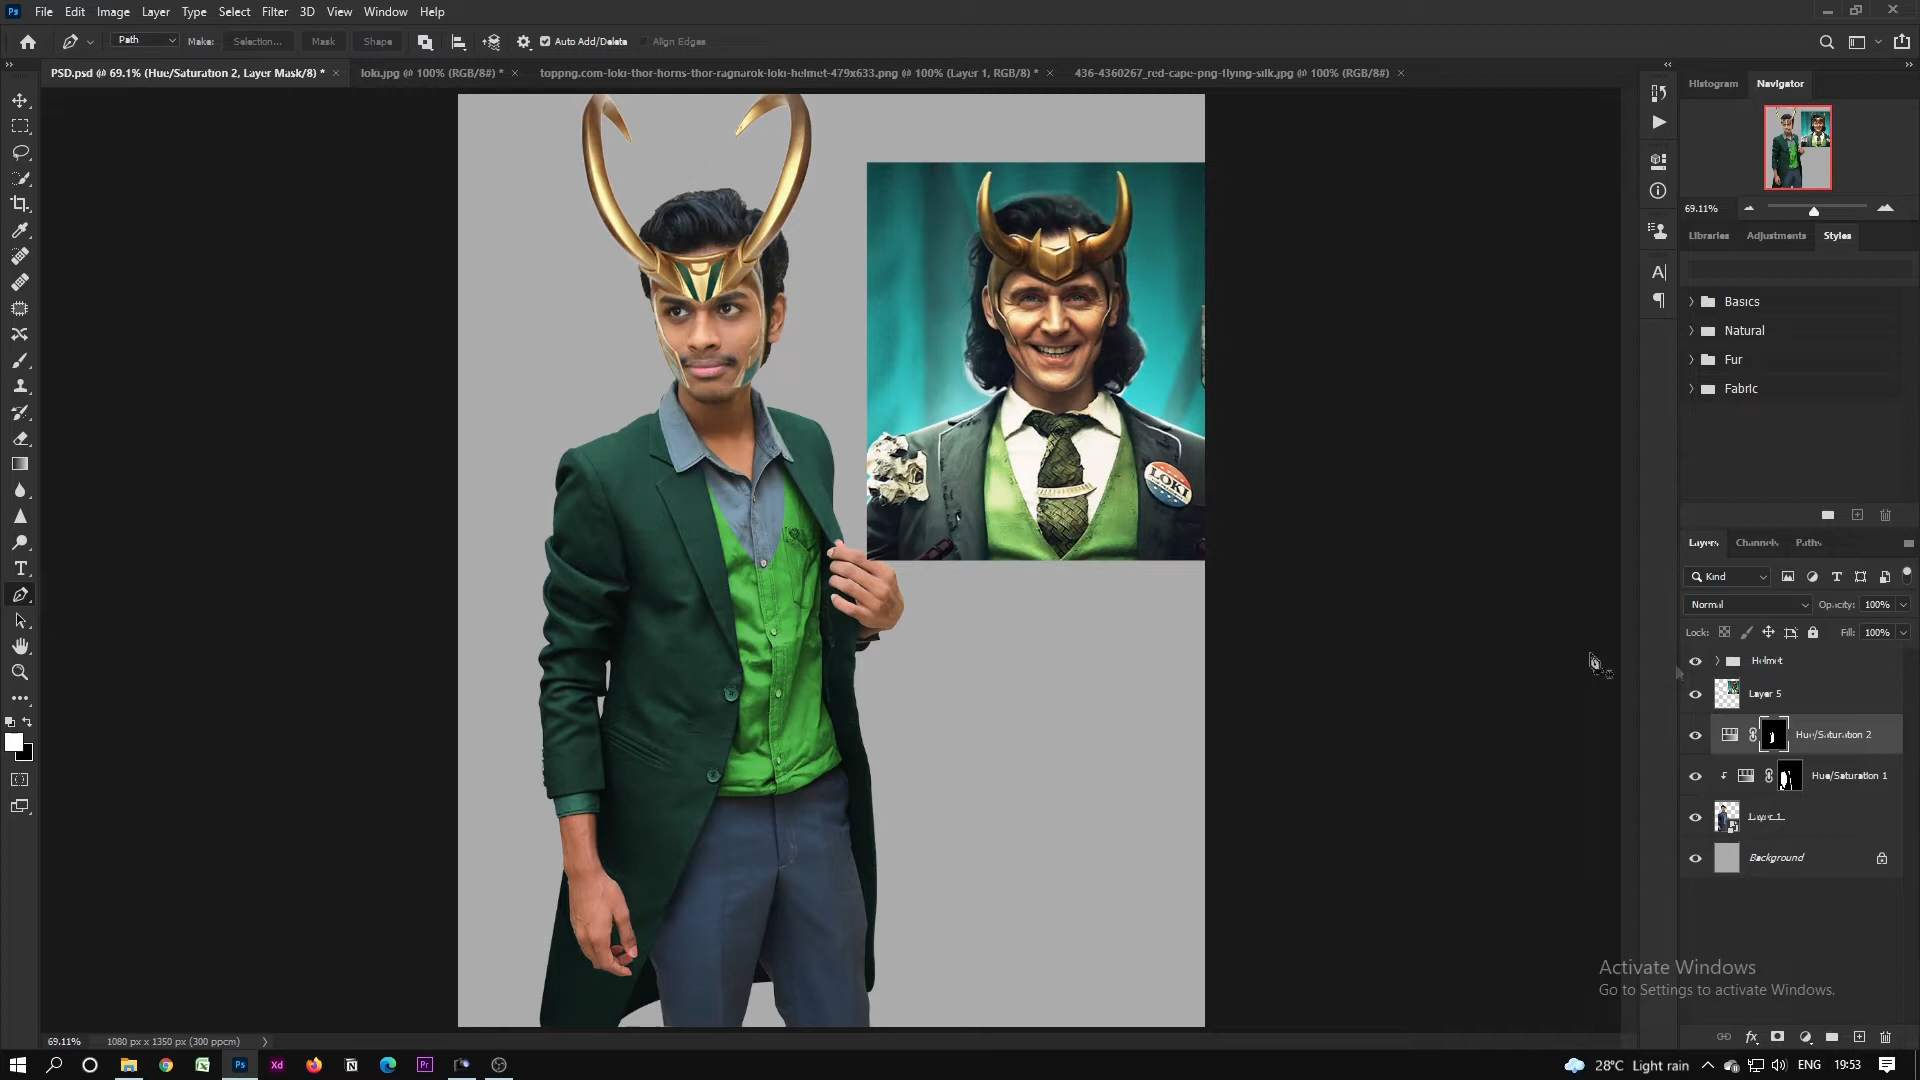 Ps File Edit Image Layer Type Select Filter 3D View Window Help
Path Make: Selection... Mask Shape Auto Add/Delete Align Edges
PSD.psd @ 69.1% (Hue/Saturation 2, Layer Mask/8) * × loki.jpg @ 100% (RGB/8#) * × toppng.com-loki-thor-horns-thor-ragnarok-loki-helmet-479x633.png @ 100% (Layer 1, RGB/8) * × 436-4360267_red-cape-png-flying-silk.jpg @ 100% (RGB/8#) ×
Histogram Navigator
69.11%
Libraries Adjustments Styles
Basics
Natural
Fur
Fabric
LOKI
Layers Channels Paths
Kind
Normal Opacity: 100%
Lock: Fill: 100%
Helmet
Layer 5
Hue/Saturation 2
Hue/Saturation 1
Layer 1
Background
Activate Windows
Go to Settings to activate Windows.
69.11% 1080 px x 1350 px (300 ppcm)
Ps Xd N Pr 28°C Light rain ENG 19:53